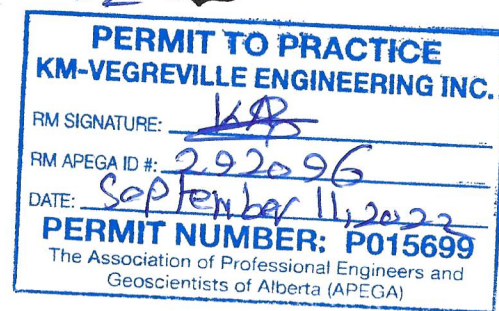 PERMIT TO PRACTICE
KM-VEGREVILLE ENGINEERING INC.
RM SIGNATURE:
RM APEGA ID #: 292096
DATE: September 11, 2023
PERMIT NUMBER: P015699
The Association of Professional Engineers and
Geoscientists of Alberta (APEGA)